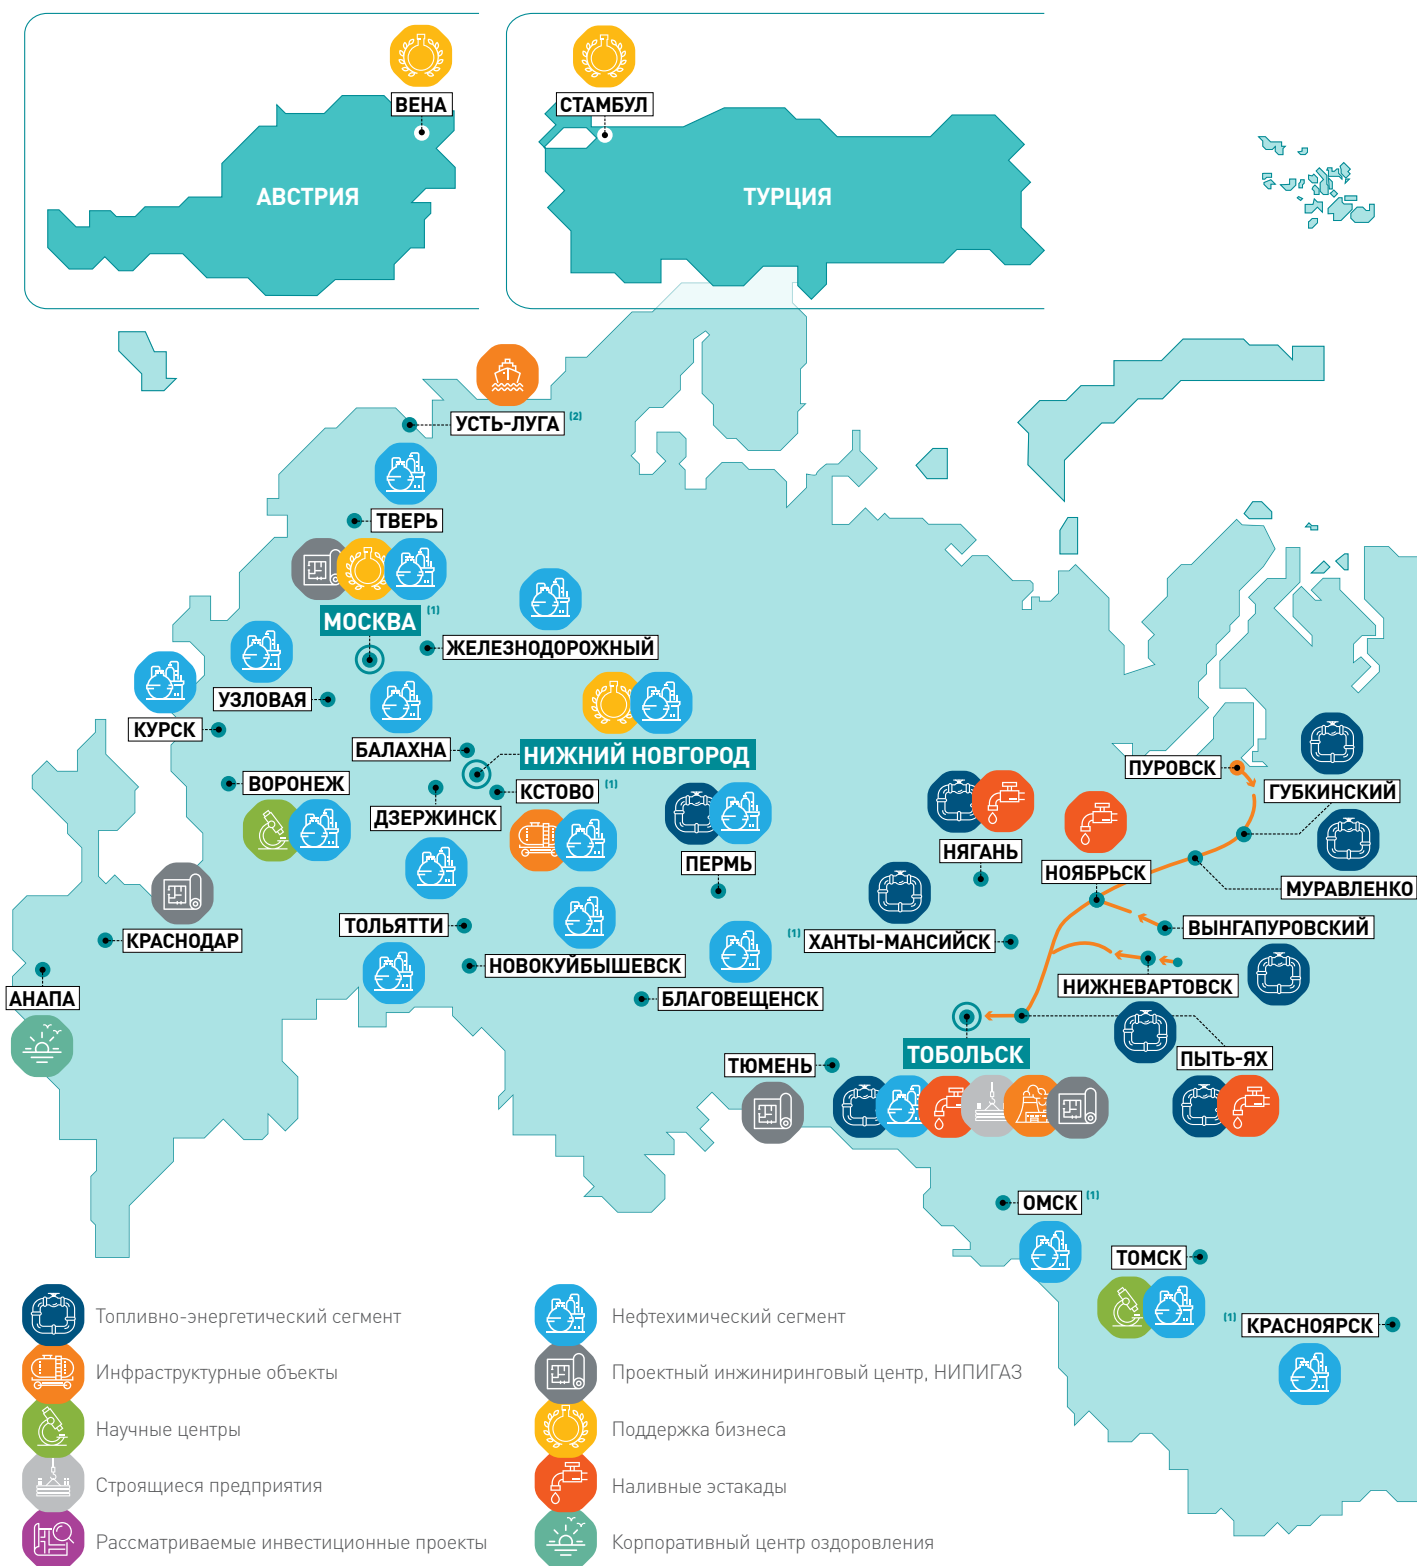 ВЕНА
СТАМБУЛ
АВСТРИЯ
ТУРЦИЯ
УСТЬ-ЛУГА (2)
ТВЕРЬ
МОСКВА (1)
ЖЕЛЕЗНОДОРОЖНЫЙ
УЗЛОВАЯ
КУРСК
БАЛАХНА
НИЖНИЙ НОВГОРОД
ПУРОВСК
ВОРОНЕЖ
КСТОВО (1)
ГУБКИНСКИЙ
ДЗЕРЖИНСК
ПЕРМЬ
НЯГАНЬ
НОЯБРЬСК
МУРАВЛЕНКО
ТОЛЬЯТТИ
КРАСНОДАР
(1) ХАНТЫ-МАНСИЙСК
ВЫНГАПУРОВСКИЙ
НОВОКУЙБЫШЕВСК
НИЖНЕВАРТОВСК
АНАПА
БЛАГОВЕЩЕНСК
ТОБОЛЬСК
ПЫТЬ-ЯХ
ТЮМЕНЬ
ОМСК (1)
ТОМСК
(1) КРАСНОЯРСК
Топливно-энергетический сегмент
Инфраструктурные объекты
Научные центры
Строящиеся предприятия
Рассматриваемые инвестиционные проекты
Нефтехимический сегмент
Проектный инжиниринговый центр, НИПИГАЗ
Поддержка бизнеса
Наливные эстакады
Корпоративный центр оздоровления